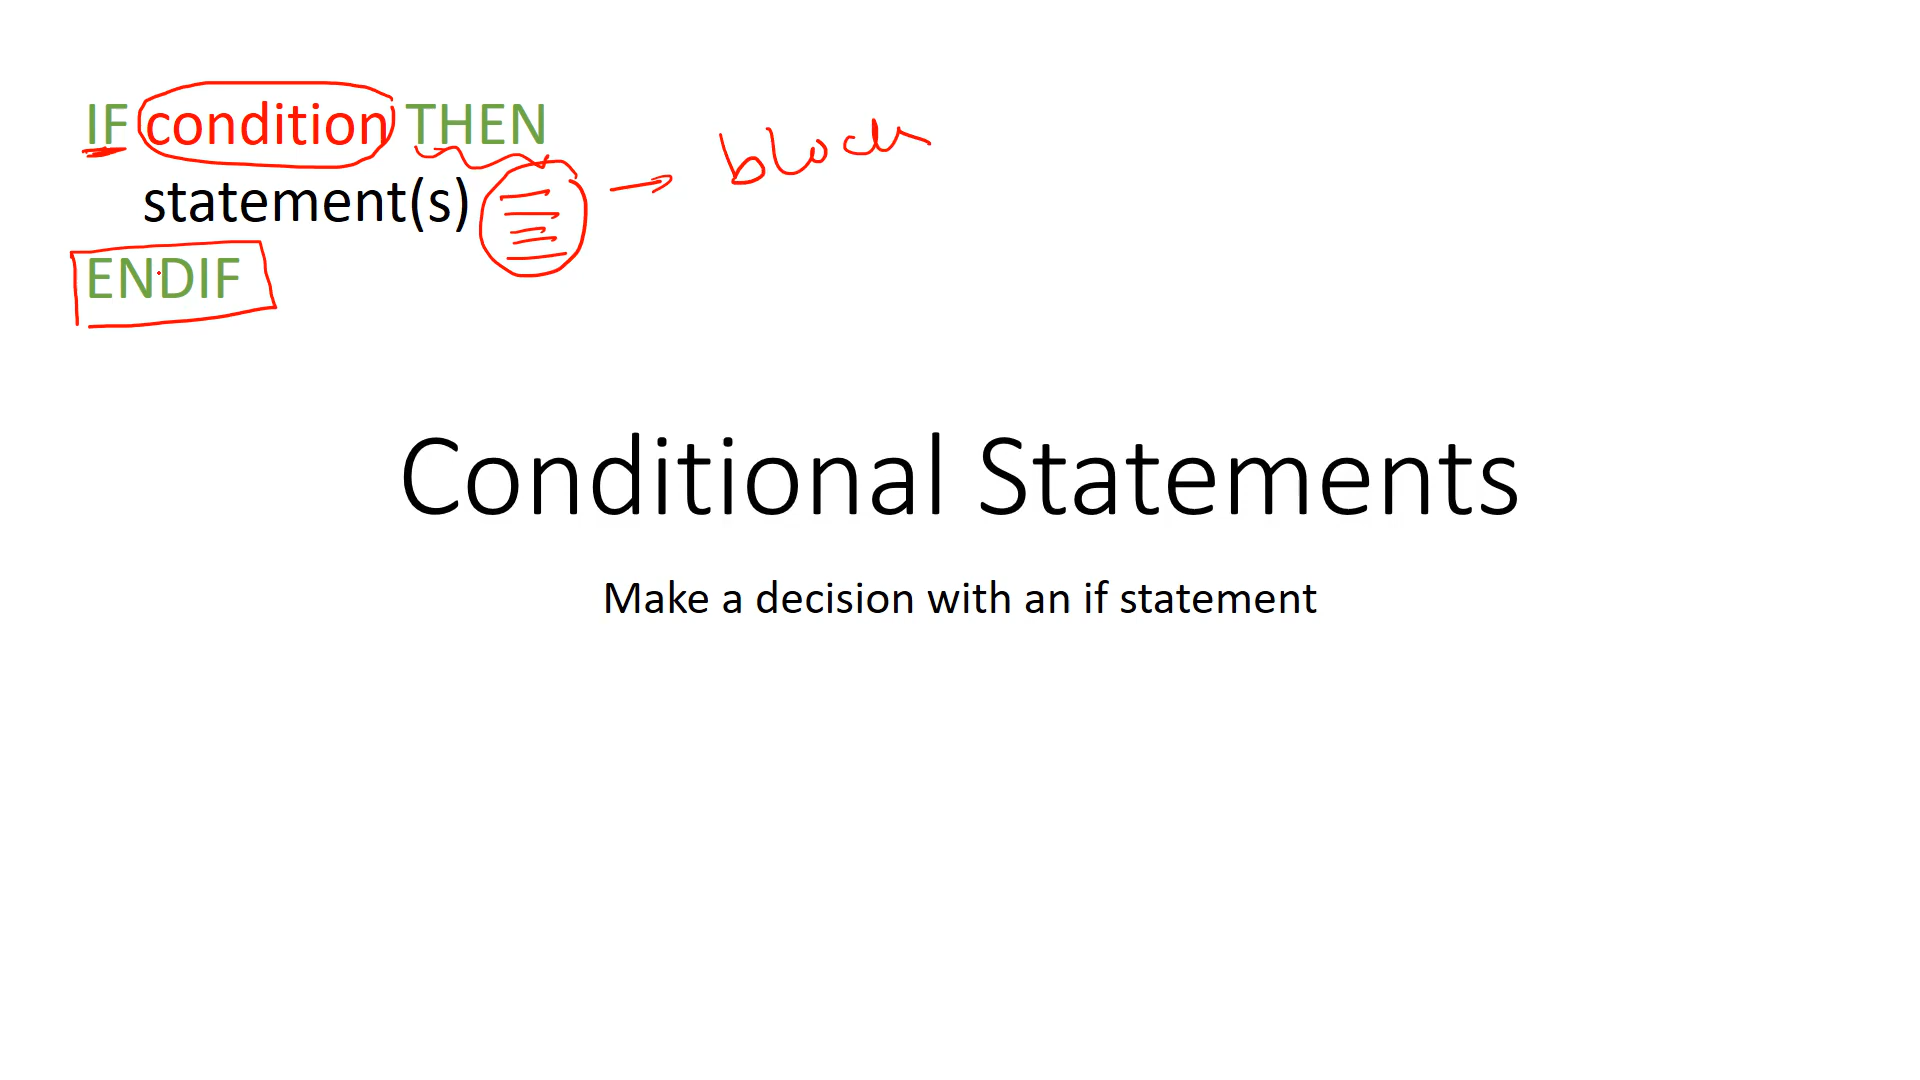 IF condition THEN
statement(s)
block
ENDIF
Conditional Statements
Make a decision with an if statement